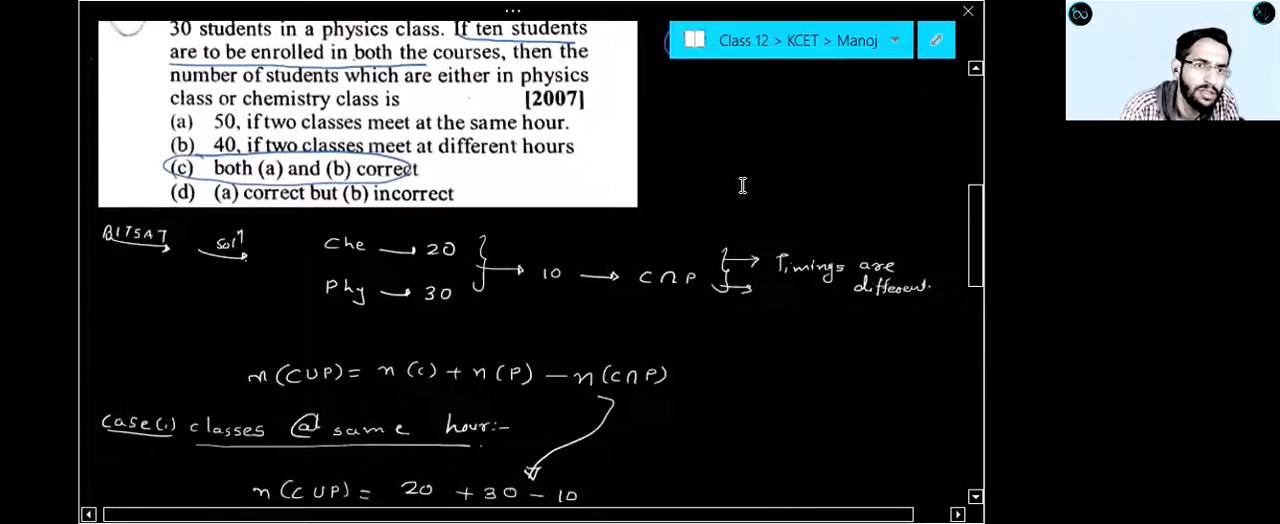 30 students in a physics class. If ten students
are to be enrolled in both the courses, then the
number of students which are either in physics
class or chemistry class is [2007]
(a) 50, if two classes meet at the same hour.
(b) 40, if two classes meet at different hours
(c) both (a) and (b) correct
(d) (a) correct but (b) incorrect
Class 12 > KCET > Manoj
BITSAT Solⁿ
Che → 20
Phy → 30
10 → C∩P
Timings are
different.
n(C∪P) = n(C) + n(P) − n(C∩P)
Case(i) classes @ same hour:-
n(C∪P) = 20 + 30 − 10